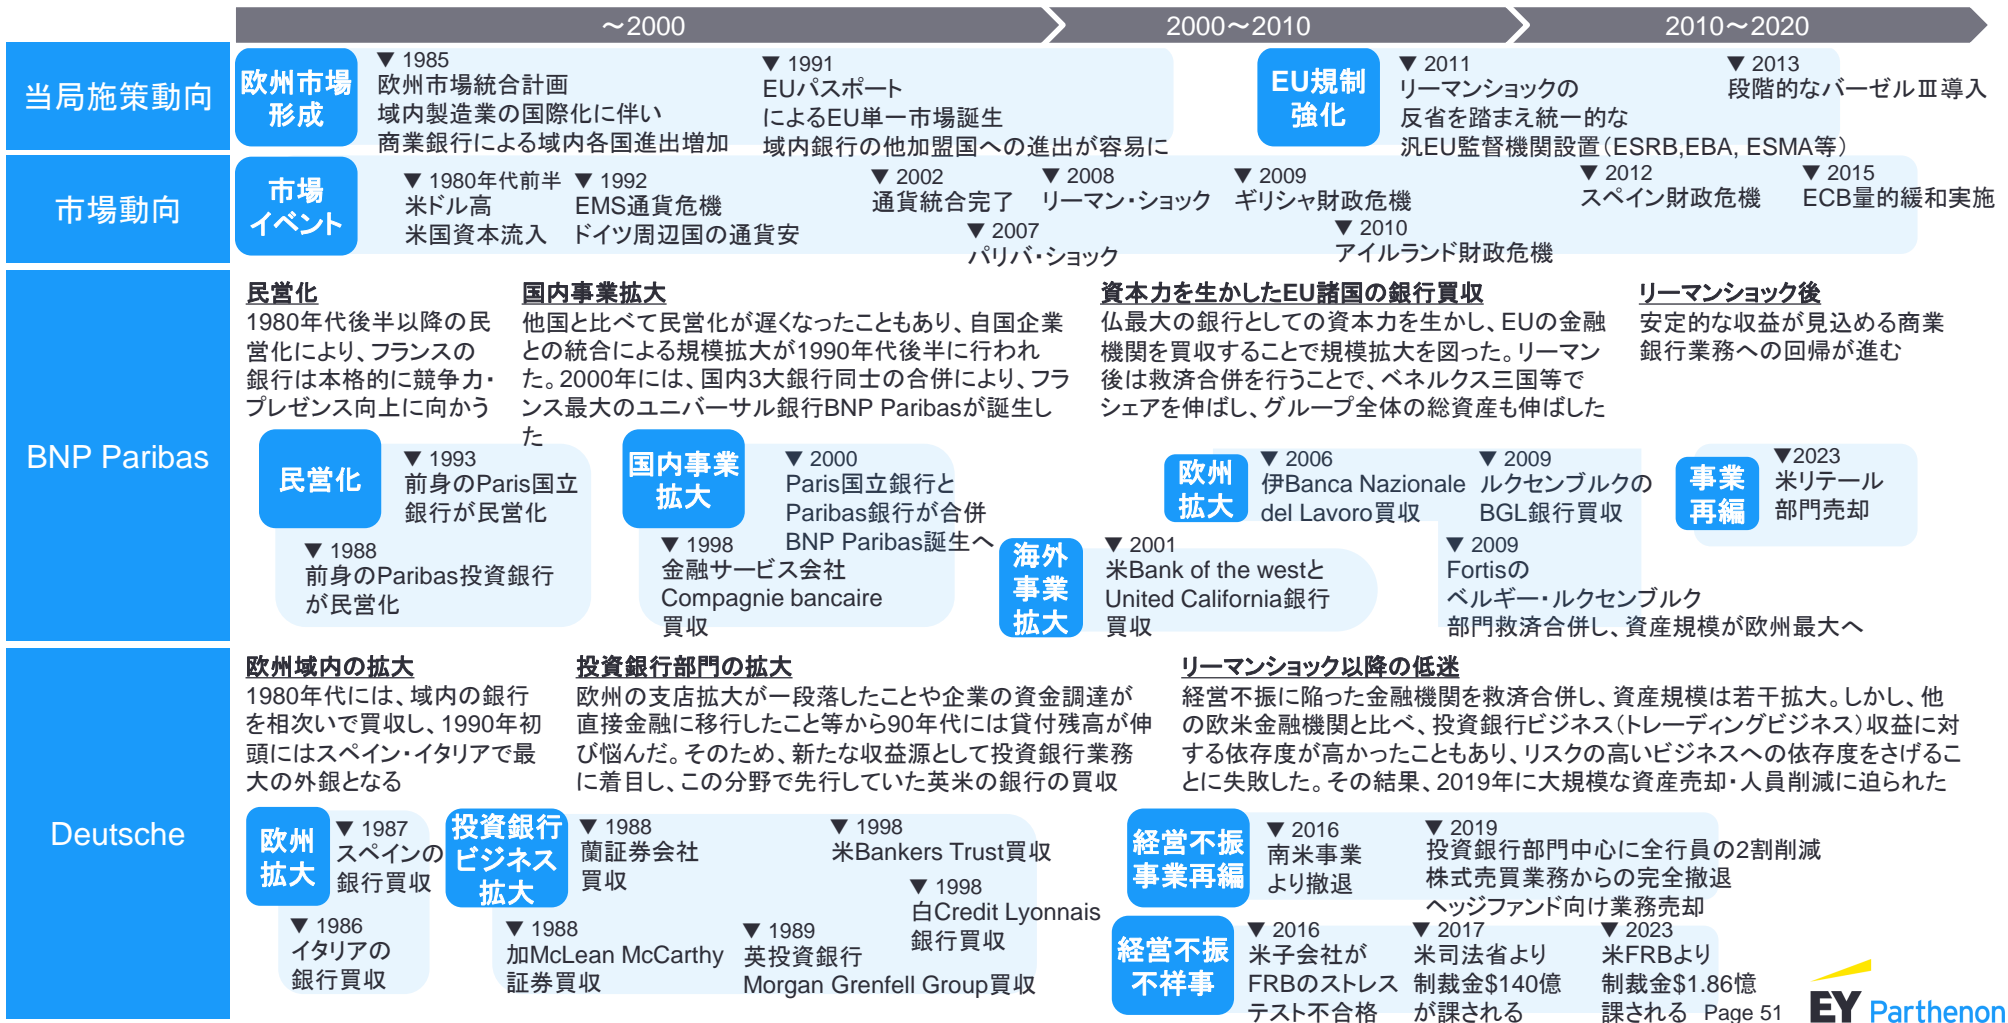 ～2000
2000～2010
2010～2020
当局施策動向
欧州市場
形成
▼ 1985
欧州市場統合計画
域内製造業の国際化に伴い
商業銀行による域内各国進出増加
▼ 1991
EUパスポート
によるEU単一市場誕生
域内銀行の他加盟国への進出が容易に
EU規制
強化
▼ 2011
リーマンショックの
反省を踏まえ統一的な
汎EU監督機関設置（ESRB,EBA, ESMA等）
▼ 2013
段階的なバーゼルⅢ導入
市場動向
市場
イベント
▼ 1980年代前半
米ドル高
米国資本流入
▼ 1992
EMS通貨危機
ドイツ周辺国の通貨安
▼ 2002
通貨統合完了
▼ 2007
パリバ・ショック
▼ 2008
リーマン・ショック
▼ 2009
ギリシャ財政危機
▼ 2010
アイルランド財政危機
▼ 2012
スペイン財政危機
▼ 2015
ECB量的緩和実施
BNP Paribas
民営化
1980年代後半以降の民
営化により、フランスの
銀行は本格的に競争力・
プレゼンス向上に向かう
国内事業拡大
他国と比べて民営化が遅くなったこともあり、自国企業
との統合による規模拡大が1990年代後半に行われ
た。2000年には、国内3大銀行同士の合併により、フラ
ンス最大のユニバーサル銀行BNP Paribasが誕生し
た
資本力を生かしたEU諸国の銀行買収
仏最大の銀行としての資本力を生かし、EUの金融
機関を買収することで規模拡大を図った。リーマン
後は救済合併を行うことで、ベネルクス三国等で
シェアを伸ばし、グループ全体の総資産も伸ばした
リーマンショック後
安定的な収益が見込める商業
銀行業務への回帰が進む
民営化
▼ 1993
前身のParis国立
銀行が民営化
▼ 1988
前身のParibas投資銀行
が民営化
国内事業
拡大
▼ 2000
Paris国立銀行と
Paribas銀行が合併
BNP Paribas誕生へ
▼ 1998
金融サービス会社
Compagnie bancaire
買収
欧州
拡大
▼ 2006
伊Banca Nazionale
del Lavoro買収
▼ 2009
ルクセンブルクの
BGL銀行買収
海外
事業
拡大
▼ 2001
米Bank of the westと
United California銀行
買収
▼ 2009
Fortisの
ベルギー・ルクセンブルク
部門救済合併し、資産規模が欧州最大へ
事業
再編
▼2023
米リテール
部門売却
Deutsche
欧州域内の拡大
1980年代には、域内の銀行
を相次いで買収し、1990年初
頭にはスペイン・イタリアで最
大の外銀となる
投資銀行部門の拡大
欧州の支店拡大が一段落したことや企業の資金調達が
直接金融に移行したこと等から90年代には貸付残高が伸
び悩んだ。そのため、新たな収益源として投資銀行業務
に着目し、この分野で先行していた英米の銀行の買収
リーマンショック以降の低迷
経営不振に陥った金融機関を救済合併し、資産規模は若干拡大。しかし、他
の欧米金融機関と比べ、投資銀行ビジネス（トレーディングビジネス）収益に対
する依存度が高かったこともあり、リスクの高いビジネスへの依存度をさげるこ
とに失敗した。その結果、2019年に大規模な資産売却・人員削減に迫られた
欧州
拡大
▼ 1987
スペインの
銀行買収
▼ 1986
イタリアの
銀行買収
投資銀行
ビジネス
拡大
▼ 1988
蘭証券会社
買収
▼ 1998
米Bankers Trust買収
▼ 1998
白Credit Lyonnais
銀行買収
▼ 1988
加McLean McCarthy
証券買収
▼ 1989
英投資銀行
Morgan Grenfell Group買収
経営不振
事業再編
▼ 2016
南米事業
より撤退
▼ 2019
投資銀行部門中心に全行員の2割削減
株式売買業務からの完全撤退
ヘッジファンド向け業務売却
経営不振
不祥事
▼ 2016
米子会社が
FRBのストレス
テスト不合格
▼ 2017
米司法省より
制裁金$140億
が課される
▼ 2023
米FRBより
制裁金$1.86憶
課される
Page 51
EY Parthenon